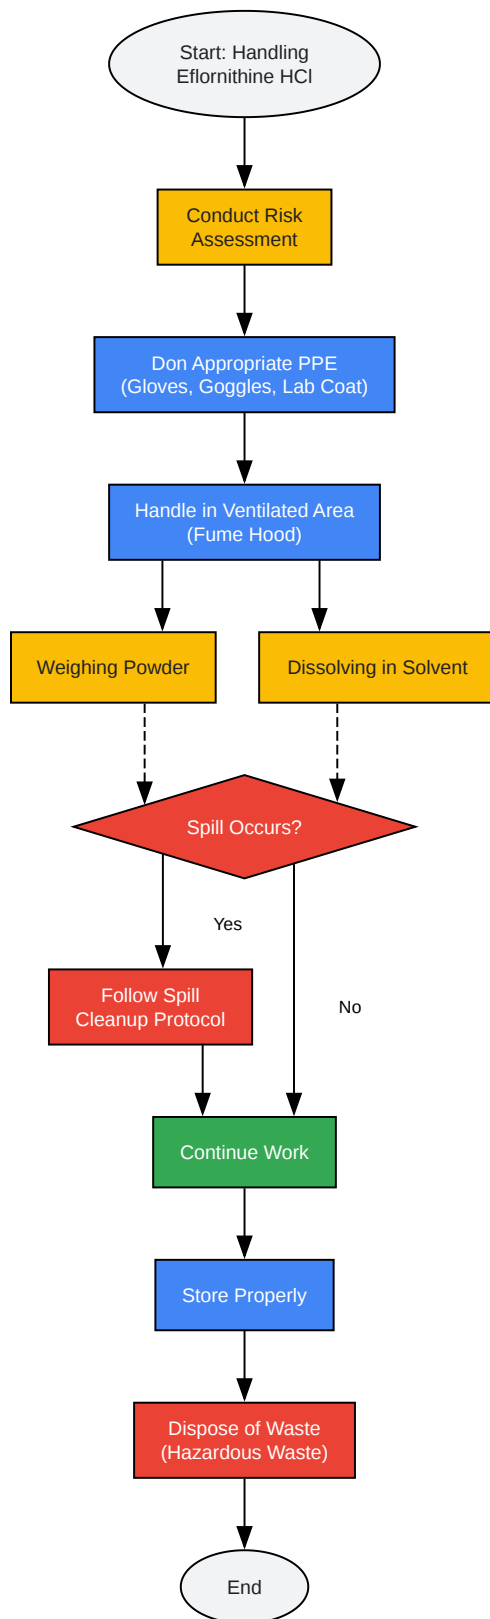 Start: Handling
Eflornithine HCl
Conduct Risk
Assessment
Don Appropriate PPE
(Gloves, Goggles, Lab Coat)
Handle in Ventilated Area
(Fume Hood)
Weighing Powder
Dissolving in Solvent
Spill Occurs?
Yes
Follow Spill
Cleanup Protocol
No
Continue Work
Store Properly
Dispose of Waste
(Hazardous Waste)
End